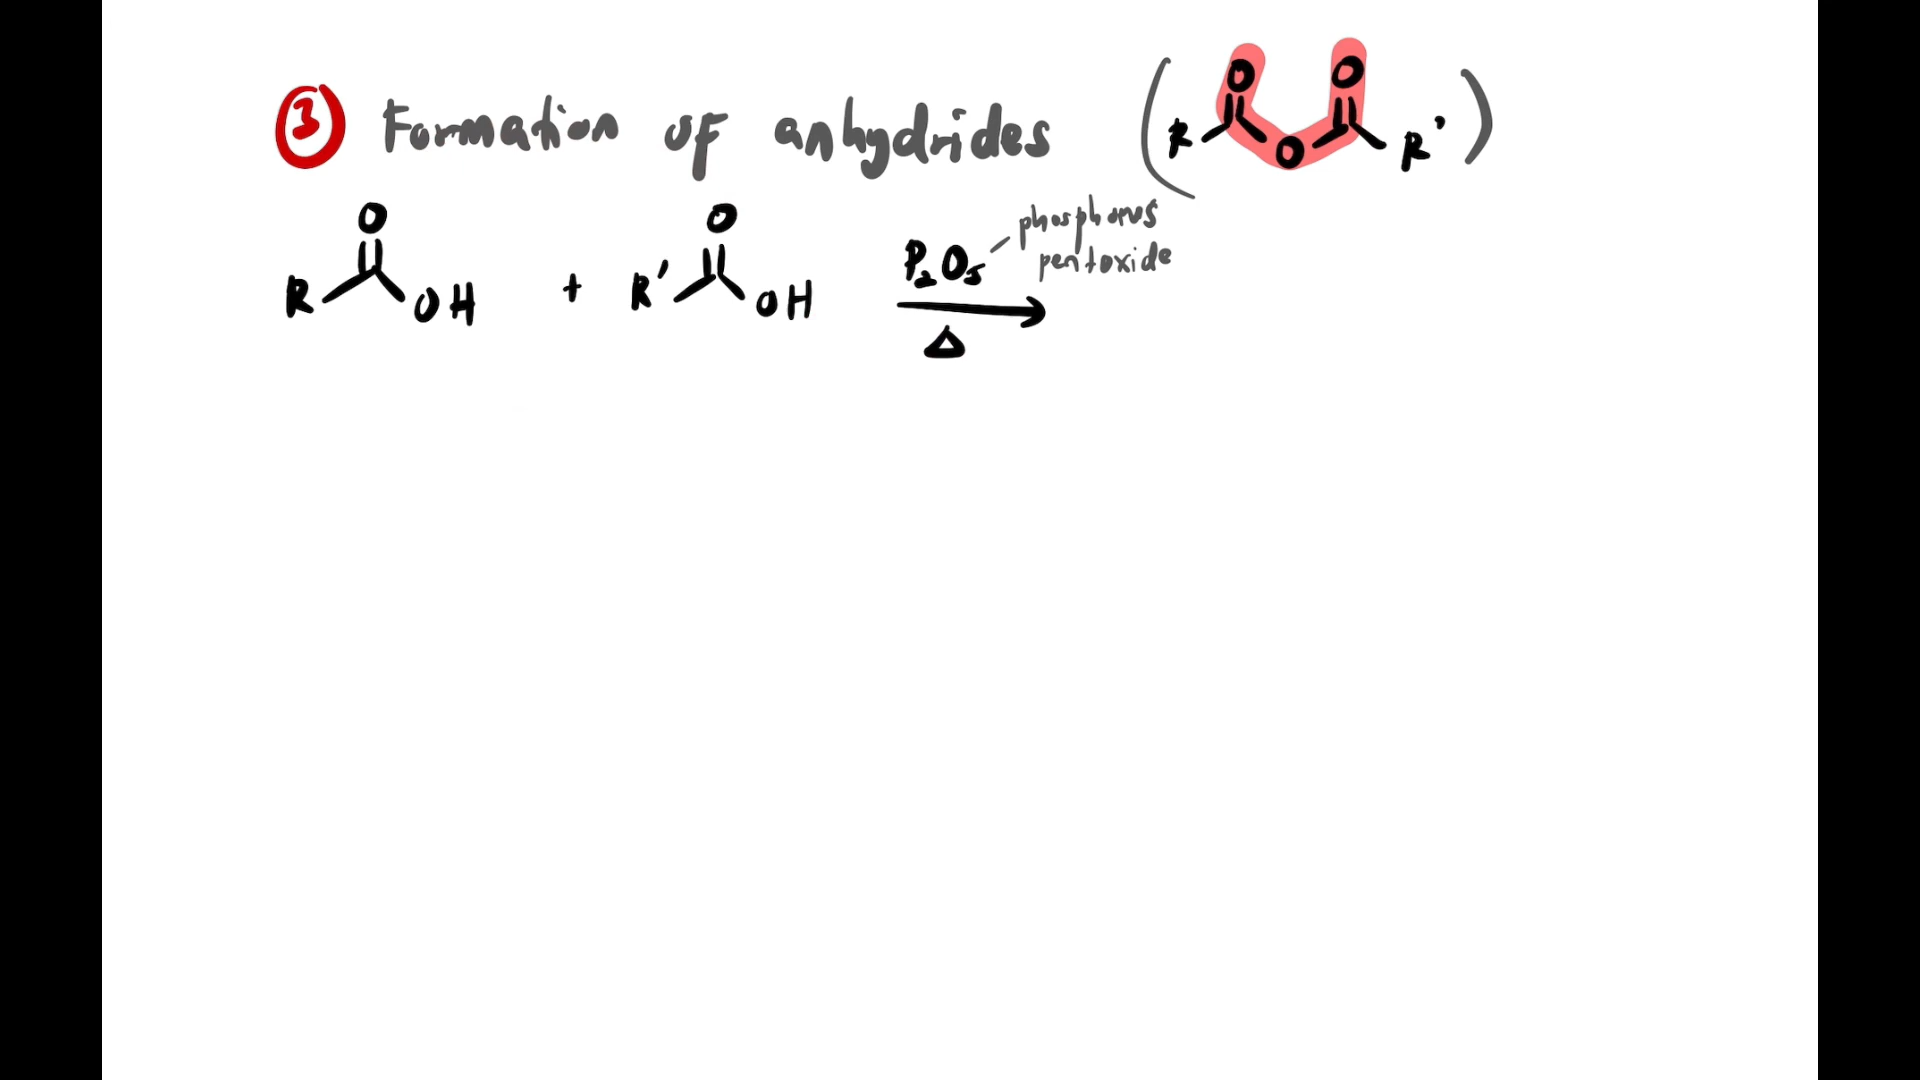 3 Formation of anhydrides ( R O O O R' )
O O
R OH + R' OH P2O5 phosphorus
pentoxide
Δ